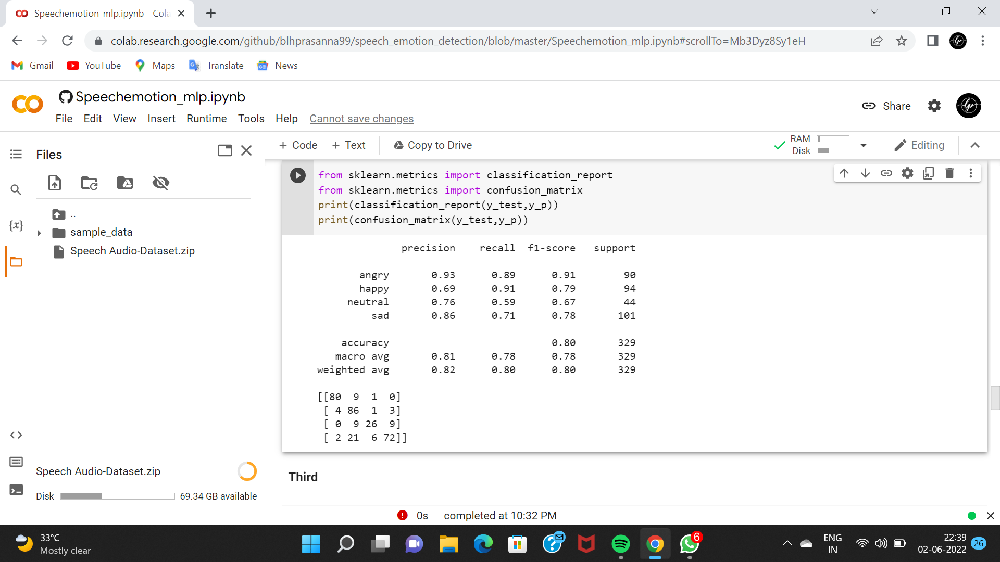 Speechemotion_mlp.ipynb - Cola
colab.research.google.com/github/blhprasanna99/speech_emotion_detection/blob/master/Speechemotion_mlp.ipynb#scrollTo=Mb3Dyz8Sy1eH
Gmail YouTube Maps Translate News
Speechemotion_mlp.ipynb
File Edit View Insert Runtime Tools Help Cannot save changes
Share
Files
+ Code + Text Copy to Drive
RAM
Disk
Editing
..
sample_data
Speech Audio-Dataset.zip
{x}
from sklearn.metrics import classification_report
from sklearn.metrics import confusion_matrix
print(classification_report(y_test,y_p))
print(confusion_matrix(y_test,y_p))
precision recall f1-score support
angry 0.93 0.89 0.91 90
happy 0.69 0.91 0.79 94
neutral 0.76 0.59 0.67 44
sad 0.86 0.71 0.78 101
accuracy 0.80 329
macro avg 0.81 0.78 0.78 329
weighted avg 0.82 0.80 0.80 329
[[80 9 1 0]
[ 4 86 1 3]
[ 0 9 26 9]
[ 2 21 6 72]]
Third
Speech Audio-Dataset.zip
Disk 69.34 GB available
0s completed at 10:32 PM
33°C
Mostly clear
6
ENG
IN
22:39
02-06-2022
26